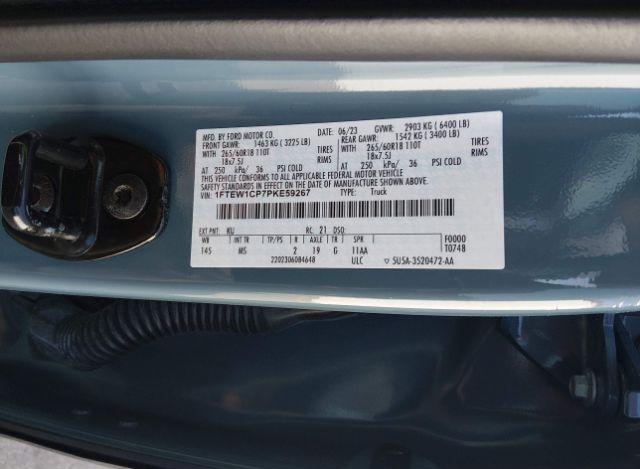 MFD. BY FORD MOTOR CO. DATE: 06/23 GVWR: 2903 KG ( 6400 LB)
FRONT GAWR: 1463 KG ( 3225 LB) REAR GAWR: 1542 KG ( 3400 LB)
WITH 265/60R18 110T TIRES WITH 265/60R18 110T TIRES
18x7.5J RIMS 18x7.5J RIMS
AT 250 kPa/ 36 PSI COLD AT 250 kPa/ 36 PSI COLD
THIS VEHICLE CONFORMS TO ALL APPLICABLE FEDERAL MOTOR VEHICLE
SAFETY STANDARDS IN EFFECT ON THE DATE OF MANUFACTURE SHOWN ABOVE.
VIN: 1FTEW1CP7PKE59267 TYPE: Truck
EXT PNT: KU RC: 21 DSO:
WB INT TR TP/PS R AXLE TR SPR F0000
145 MS 2 19 G 11AA T0748
2202306084648 ULC ▽ 5U5A-3520472-AA